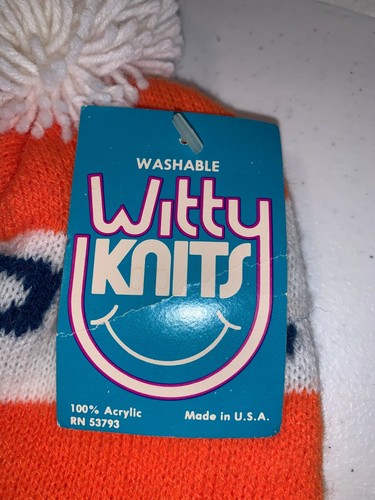 WASHABLE
Witty
KNITS
100% Acrylic
RN 53793
Made in U.S.A.